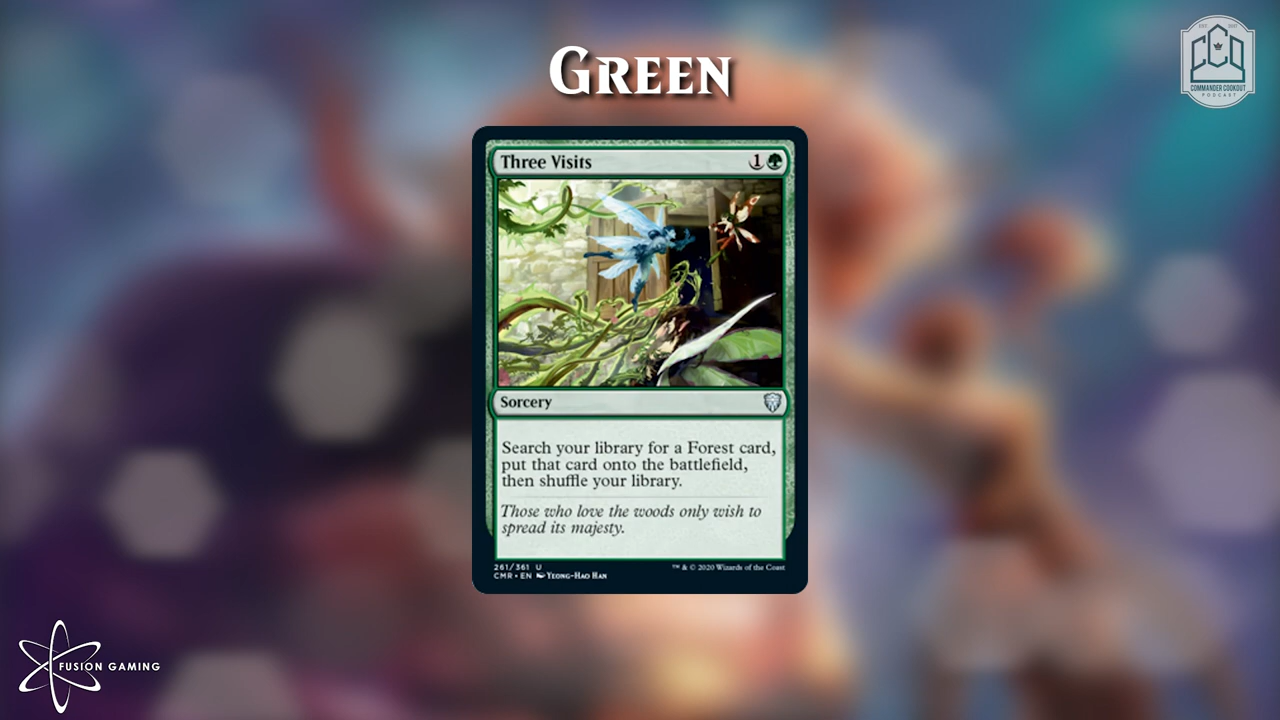 GREEN
COMMANDER COOKOUT
PODCAST
Three Visits 1
Sorcery
Search your library for a Forest card,
put that card onto the battlefield,
then shuffle your library.
Those who love the woods only wish to
spread its majesty.
261/361 U
CMR • EN Yeong-Hao Han
™ & © 2020 Wizards of the Coast
FUSION GAMING